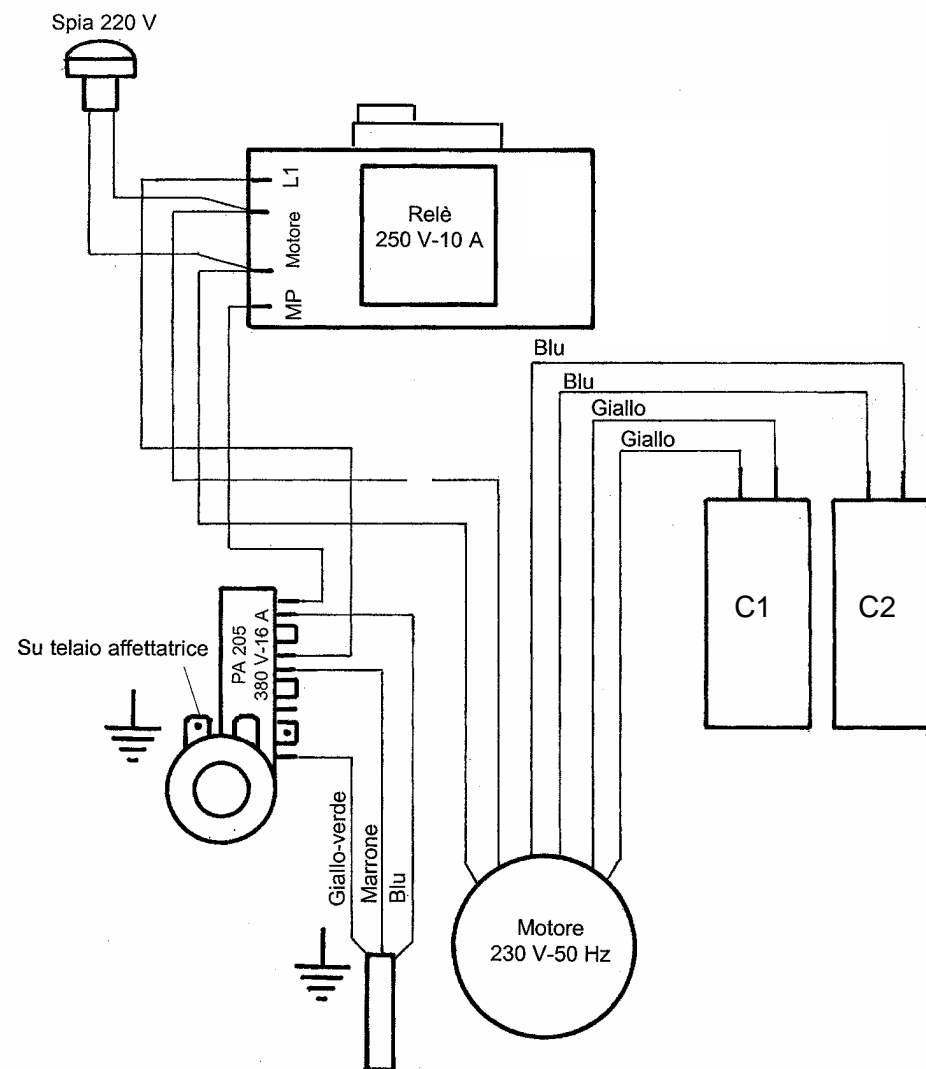 Spia 220 V
L1
Motore
MP
Relè
250 V-10 A
Blu
Blu
Giallo
Giallo
C1
C2
PA 205
380 V-16 A
Su telaio affettatrice
Giallo-verde
Marrone
Blu
Motore
230 V-50 Hz